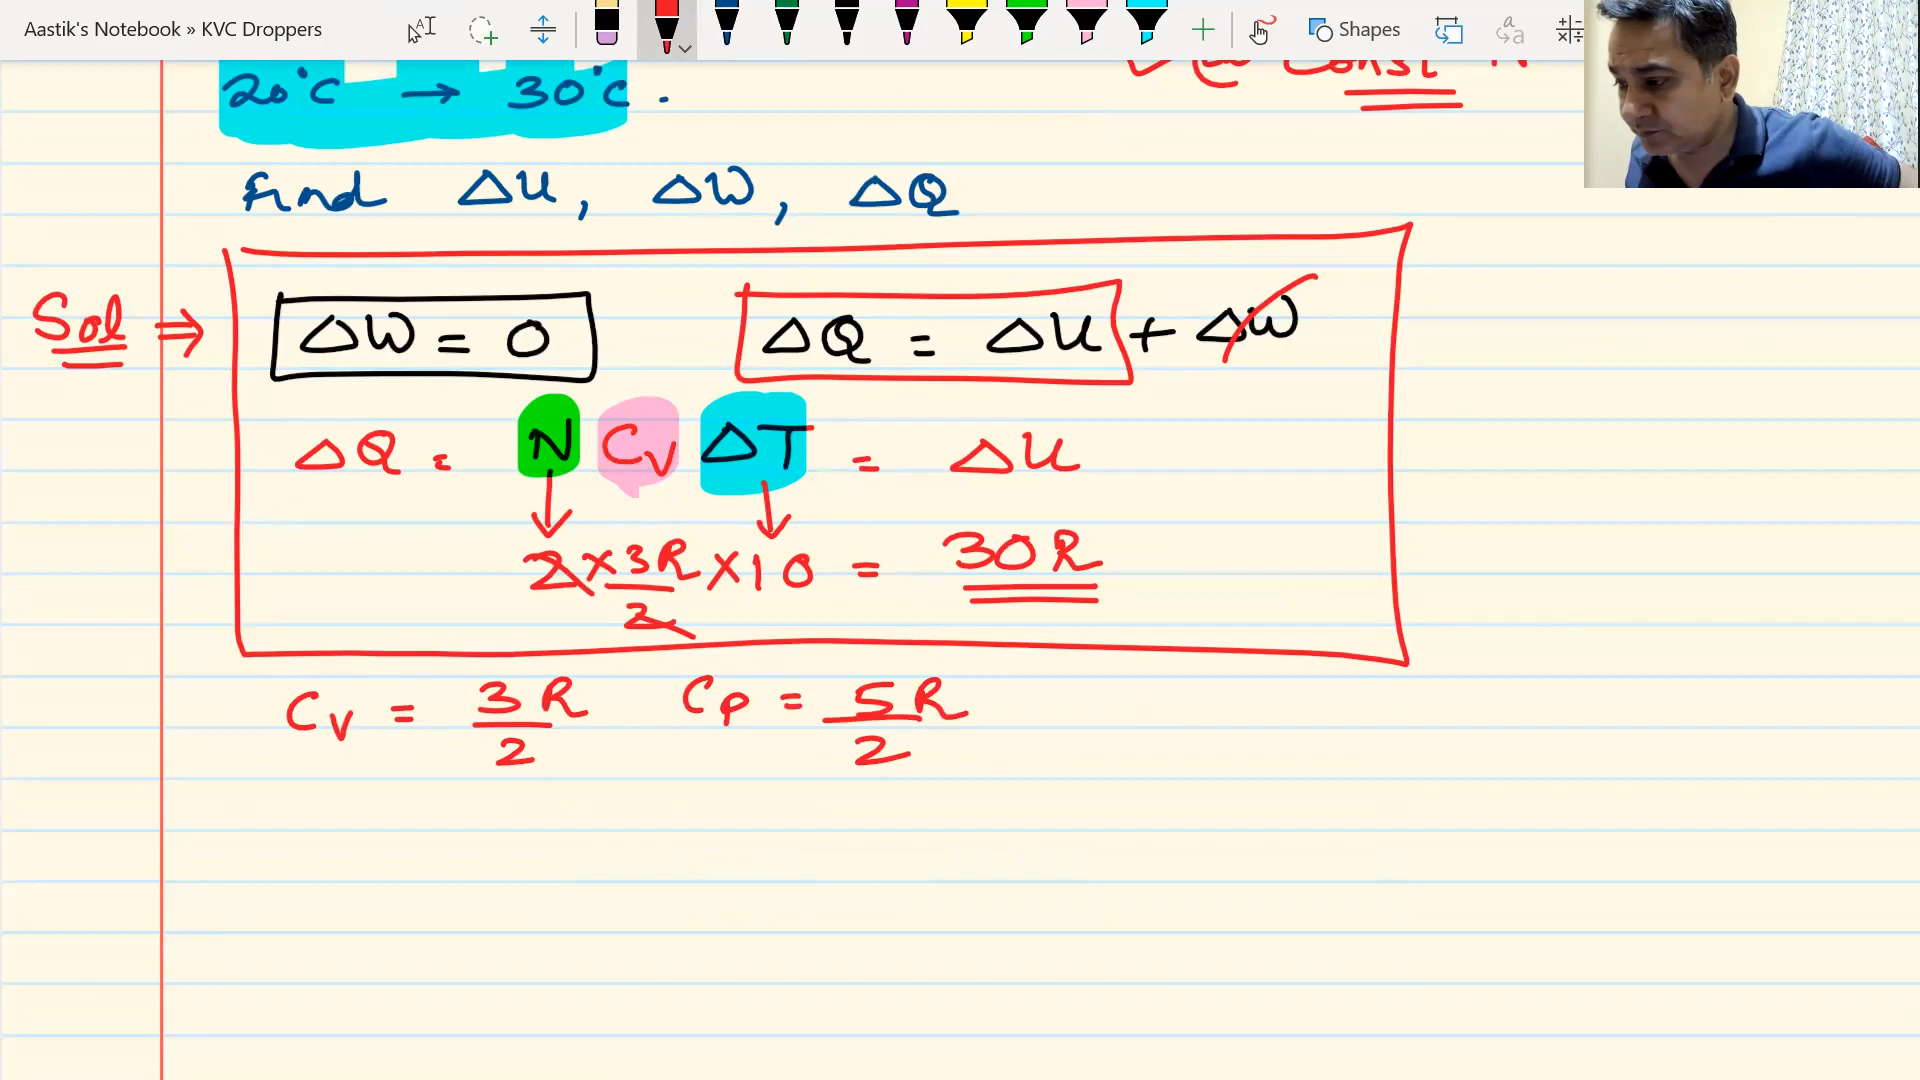 Aastik's Notebook » KVC Droppers
Shapes
20°C → 30°C .
Const
Find ΔU, ΔW, ΔQ
Sol ⇒
ΔW = 0
ΔQ = ΔU + ΔW
ΔQ = N Cv ΔT = ΔU
2 × 3R/2 × 10 = 30R
Cv = 3R/2 Cp = 5R/2